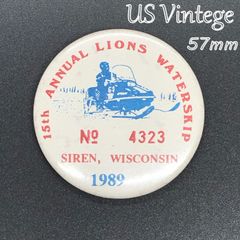 US Vintege
57mm
15th ANNUAL LIONS WATERSKIP
No 4323
SIREN, WISCONSIN
1989